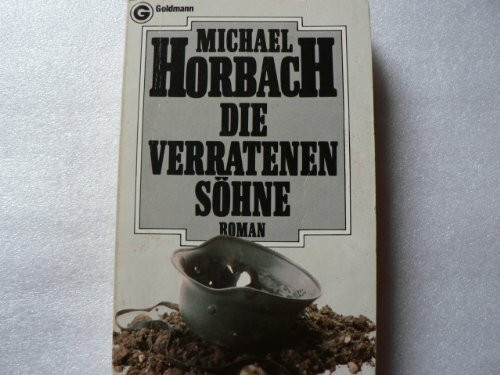 G Goldmann
MICHAEL
HORBACH
DIE
VERRATENEN
SÖHNE
ROMAN